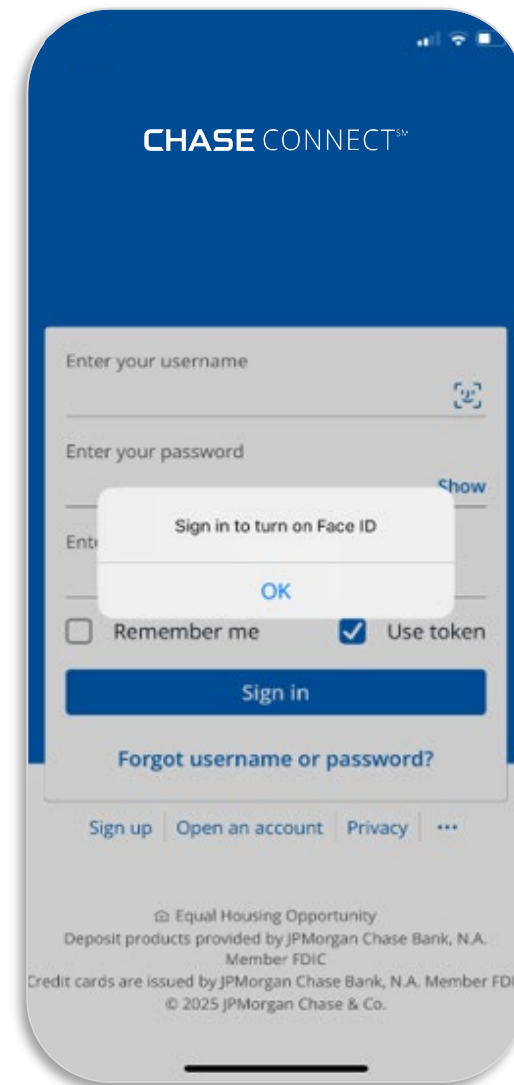 CHASE CONNECT℠
Enter your username
Enter your password
Show
Sign in to turn on Face ID
OK
Remember me
Use token
Sign in
Forgot username or password?
Sign up | Open an account | Privacy | ···
Equal Housing Opportunity
Deposit products provided by JPMorgan Chase Bank, N.A.
Member FDIC
Credit cards are issued by JPMorgan Chase Bank, N.A. Member
© 2025 JPMorgan Chase & Co.